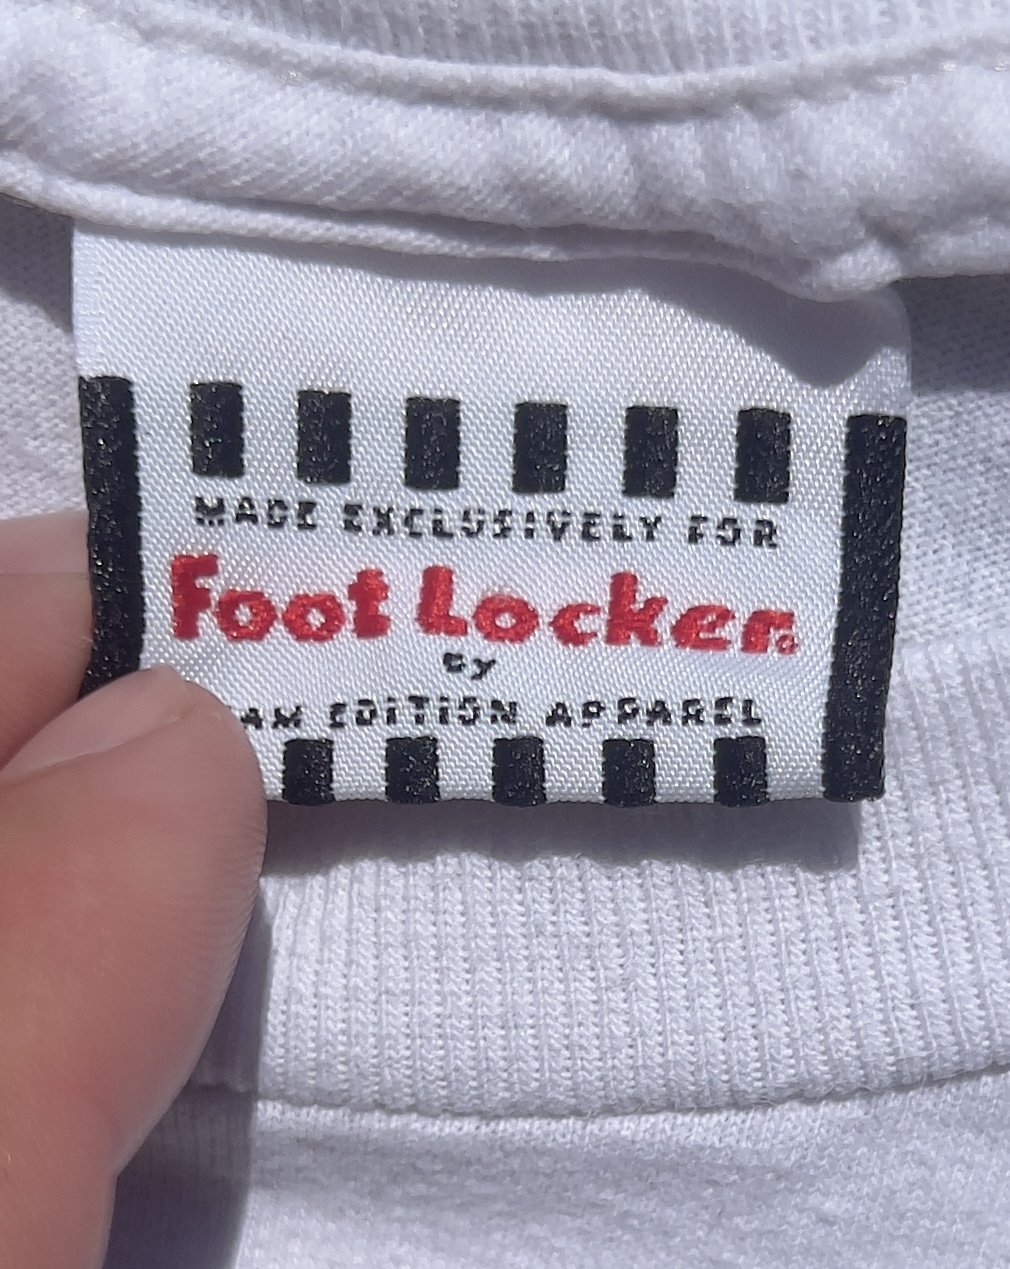 MADE EXCLUSIVELY FOR
Foot Locker®
By
EDITION APPAREL